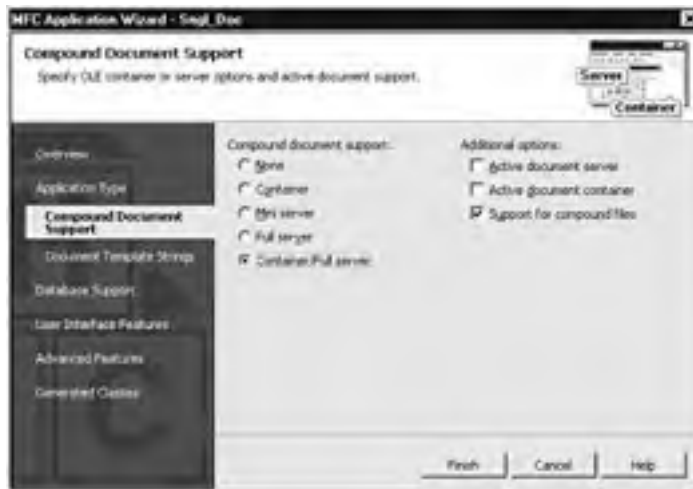 MFC Application Wizard - Sngl_Doc
Compound Document Support
Specify OLE container or server options and active document support.
Server
Container
Overview
Application Type
Compound Document
Support
Document Template Strings
Database Support
User Interface Features
Advanced Features
Generated Classes
Compound document support:
None
Container
Mini server
Full server
Container/Full server
Additional options:
Active document server
Active document container
Support for compound files
Finish
Cancel
Help